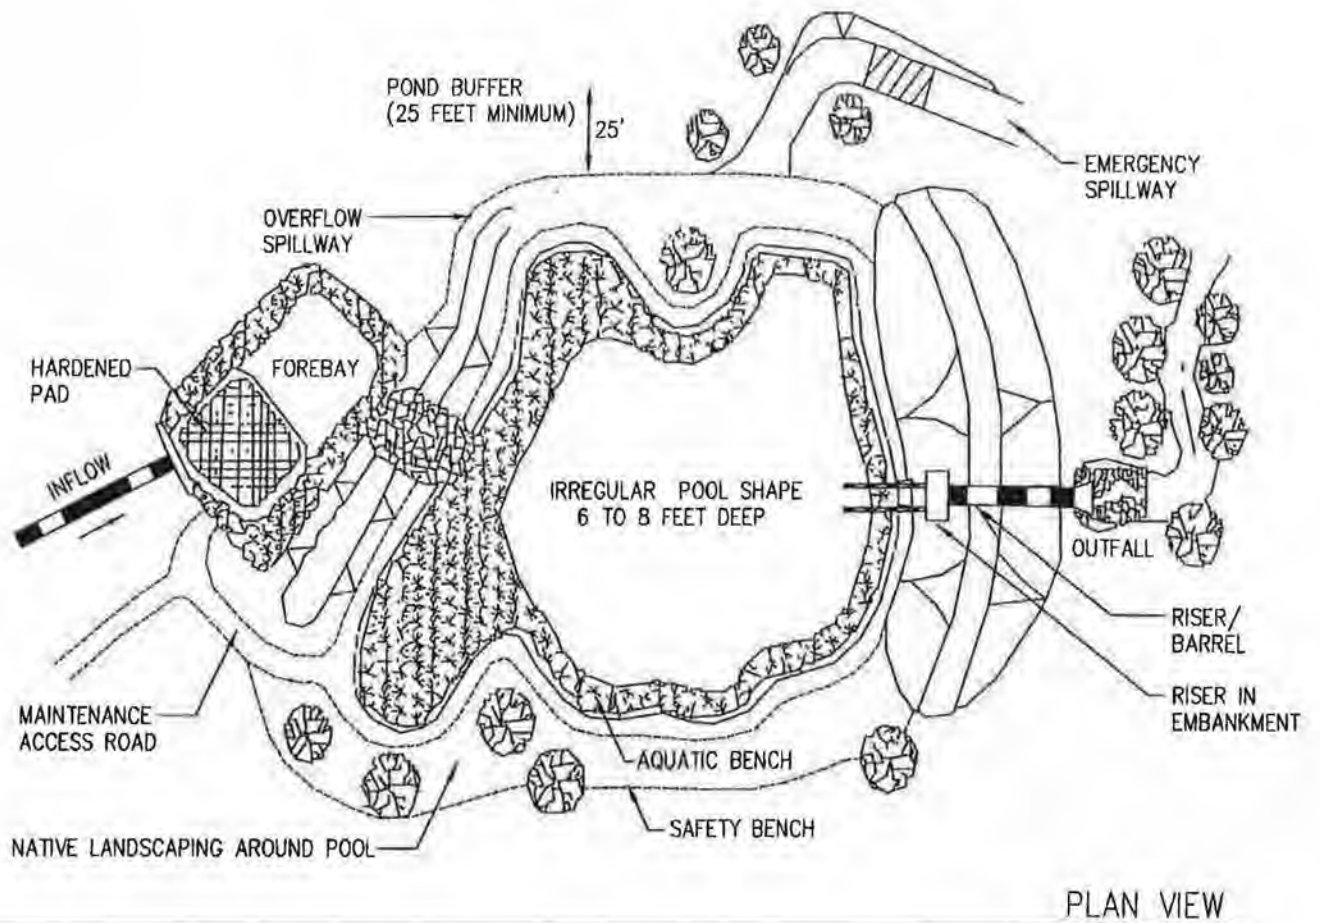 POND BUFFER
(25 FEET MINIMUM)
25'
EMERGENCY
SPILLWAY
OVERFLOW
SPILLWAY
HARDENED
PAD
FOREBAY
INFLOW
IRREGULAR POOL SHAPE
6 TO 8 FEET DEEP
OUTFALL
RISER/
BARREL
RISER IN
EMBANKMENT
MAINTENANCE
ACCESS ROAD
AQUATIC BENCH
SAFETY BENCH
NATIVE LANDSCAPING AROUND POOL
PLAN VIEW